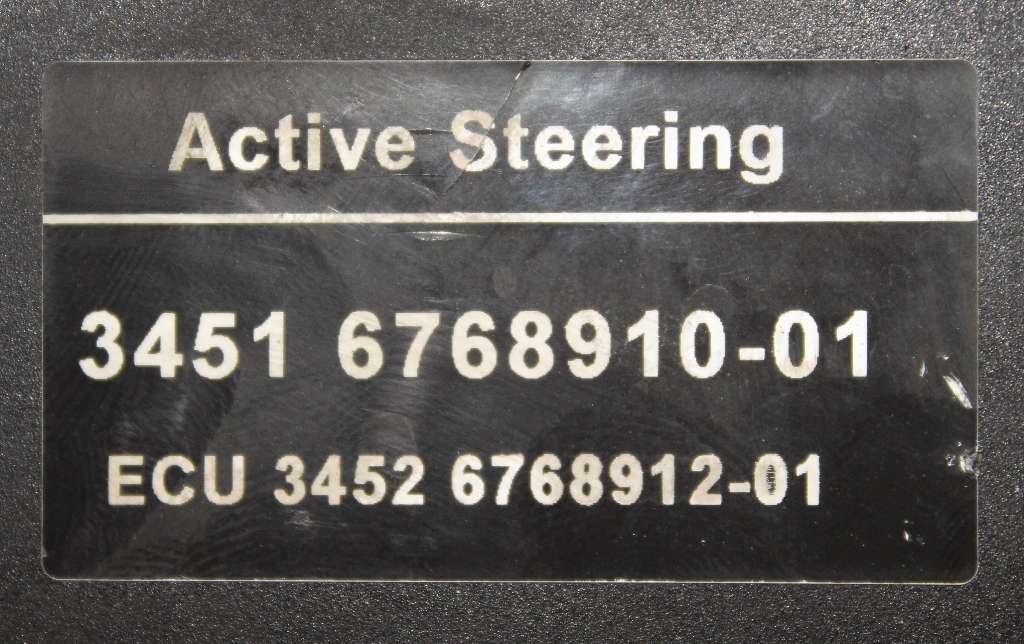 Active Steering
3451 6768910-01
ECU 3452 6768912-01